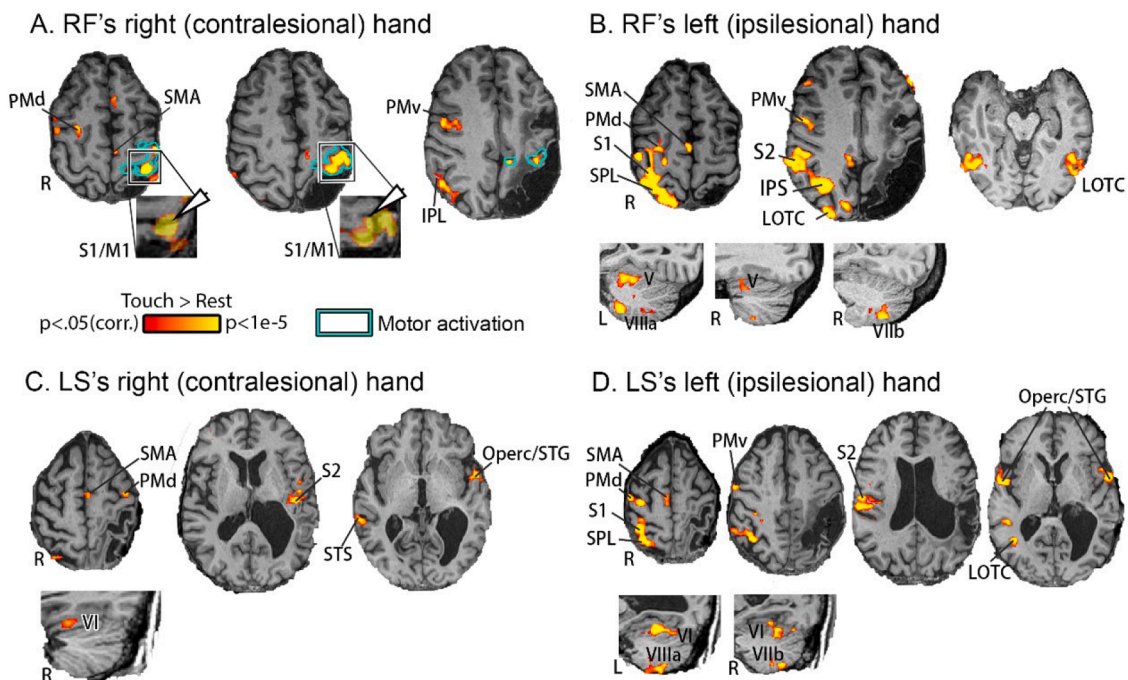 A. RF's right (contralesional) hand
PMd
SMA
R
S1/M1
S1/M1
PMv
IPL
Touch > Rest
p<.05(corr.)
p<1e-5
Motor activation
B. RF's left (ipsilesional) hand
SMA
PMd
S1
SPL
R
PMv
S2
IPS
LOTC
LOTC
V
L
VIIIa
V
R
R
VIIb
C. LS's right (contralesional) hand
SMA
PMd
R
S2
Operc/STG
STS
VI
R
D. LS's left (ipsilesional) hand
Operc/STG
SMA
PMd
S1
SPL
R
PMv
S2
LOTC
VI
VIIIa
L
VI
VIIb
R